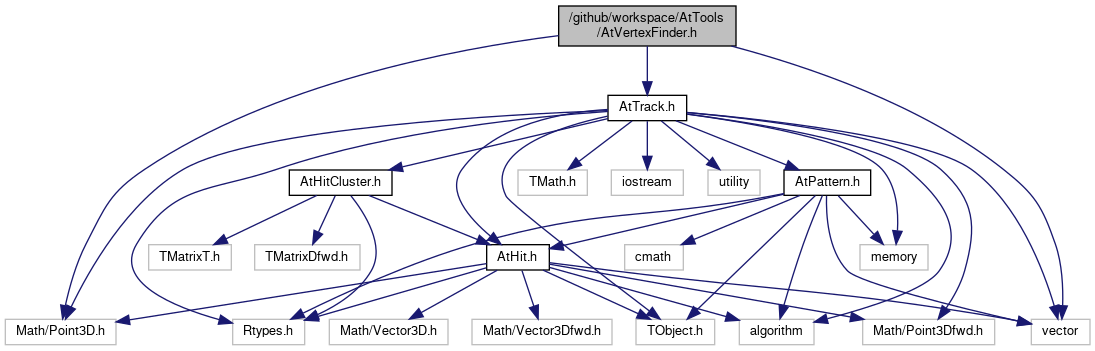 /github/workspace/AtTools
/AtVertexFinder.h
AtTrack.h
AtHitCluster.h
TMath.h
iostream
utility
AtPattern.h
TMatrixT.h
TMatrixDfwd.h
AtHit.h
cmath
memory
Math/Point3D.h
Rtypes.h
Math/Vector3D.h
Math/Vector3Dfwd.h
TObject.h
algorithm
Math/Point3Dfwd.h
vector